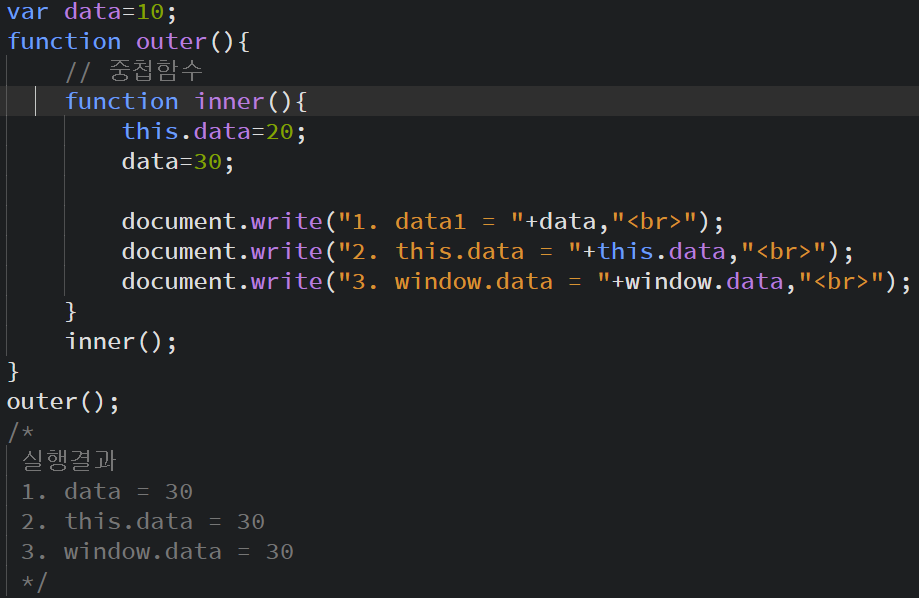 var data=10;
function outer(){
// 중첩함수
function inner(){
this.data=20;
data=30;
document.write("1. data1 = "+data,"<br>");
document.write("2. this.data = "+this.data,"<br>");
document.write("3. window.data = "+window.data,"<br>");
}
inner();
}
outer();
/*
실행결과
1. data = 30
2. this.data = 30
3. window.data = 30
*/